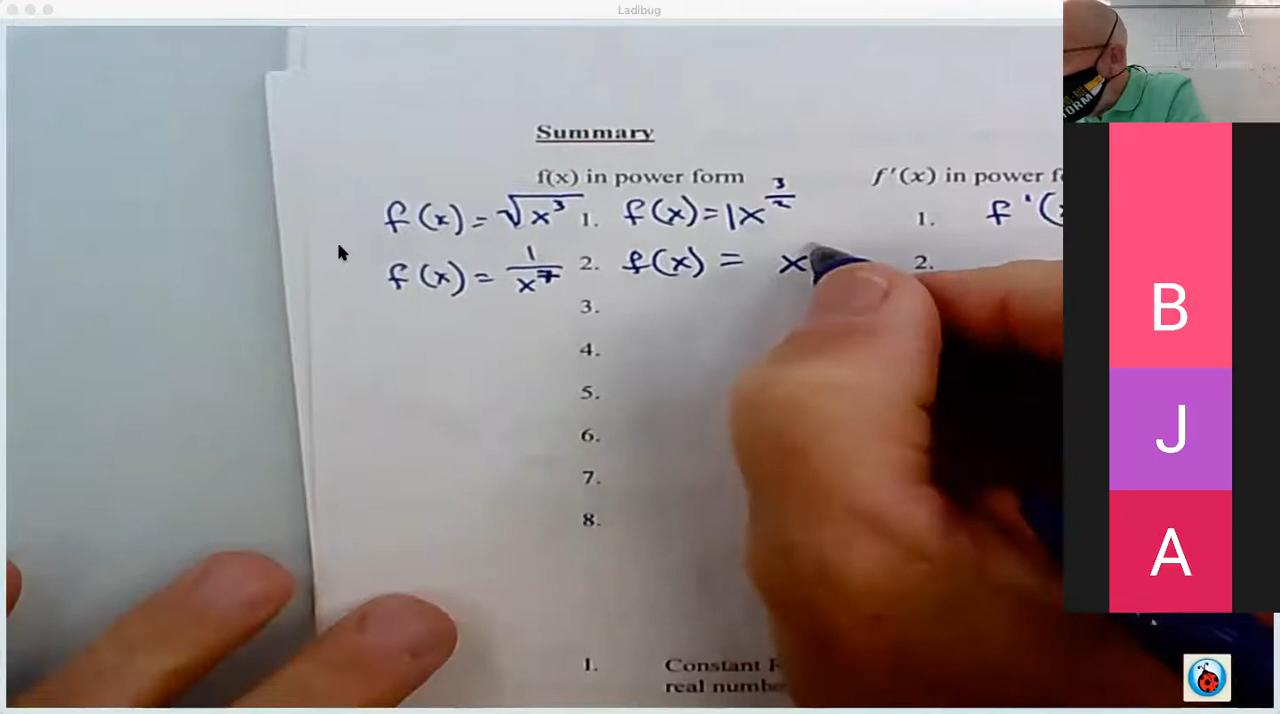 Ladibug
Summary
f(x) in power form
f'(x) in power
f(x) = √x³ 1. f(x) = 1x^(3/2) 1. f'(
f(x) = 1/x⁷ 2. f(x) = x 2.
3.
4.
5.
6.
7.
8.
1. Constant
real
TORM
B
J
A